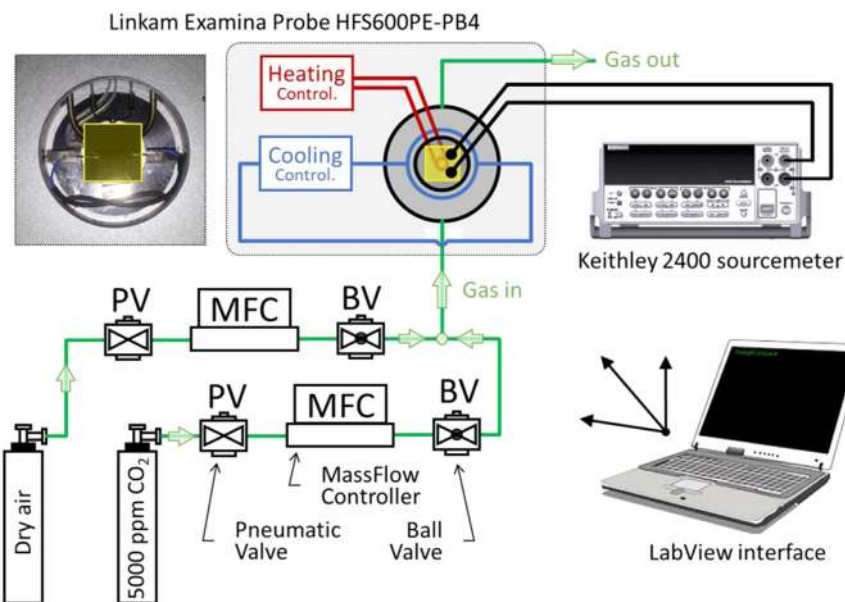 Linkam Examina Probe HFS600PE-PB4
Heating
Control.
Gas out
Cooling
Control.
Keithley 2400 sourcemeter
Gas in
PV
MFC
BV
PV
MFC
BV
MassFlow
Controller
Pneumatic
Valve
Ball
Valve
Dry air
5000 ppm CO₂
LabView interface